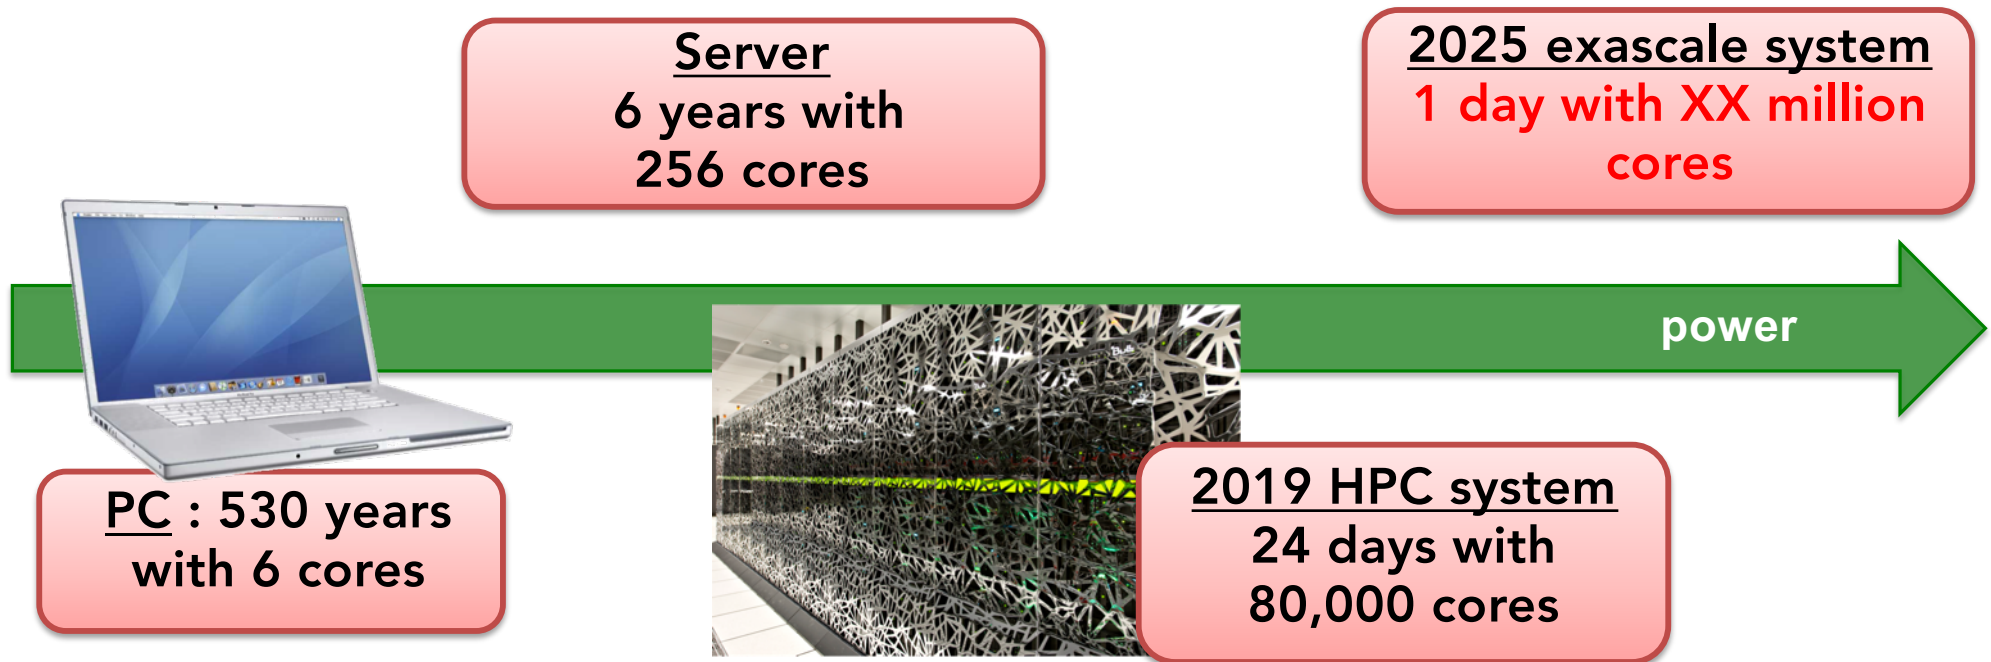 Server
6 years with
256 cores
2025 exascale system
1 day with XX million
cores
power
Bull
PC : 530 years
with 6 cores
2019 HPC system
24 days with
80,000 cores